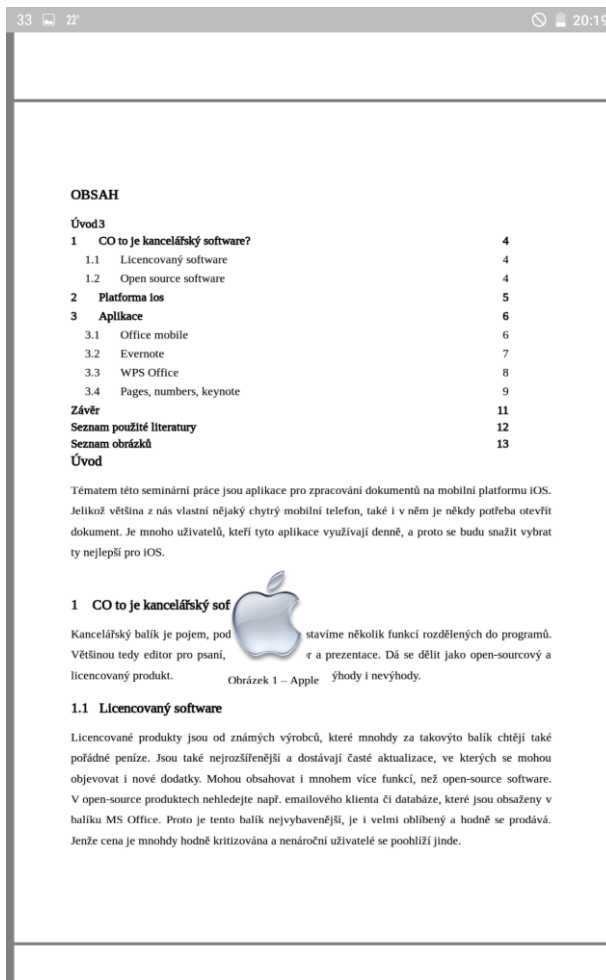 33 22°
20:19
OBSAH
Úvod 3
1 CO to je kancelářský software? 4
1.1 Licencovaný software 4
1.2 Open source software 4
2 Platforma ios 5
3 Aplikace 6
3.1 Office mobile 6
3.2 Evernote 7
3.3 WPS Office 8
3.4 Pages, numbers, keynote 9
Závěr 11
Seznam použité literatury 12
Seznam obrázků 13
Úvod
Tématem této seminární práce jsou aplikace pro zpracování dokumentů na mobilní platformu iOS.
Jelikož většina z nás vlastní nějaký chytrý mobilní telefon, také i v něm je někdy potřeba otevřít
dokument. Je mnoho uživatelů, kteří tyto aplikace využívají denně, a proto se budu snažit vybrat
ty nejlepší pro iOS.
1 CO to je kancelářský sof
Kancelářský balík je pojem, pod stavíme několik funkcí rozdělených do programů.
Většinou tedy editor pro psaní, r a prezentace. Dá se dělit jako open-sourcový a
licencovaný produkt. ýhody i nevýhody.
Obrázek 1 – Apple
1.1 Licencovaný software
Licencované produkty jsou od známých výrobců, které mnohdy za takovýto balík chtějí také
pořádné peníze. Jsou také nejrozšířenější a dostávají časté aktualizace, ve kterých se mohou
objevovat i nové dodatky. Mohou obsahovat i mnohem více funkcí, než open-source software.
V open-source produktech nehledejte např. emailového klienta či databáze, které jsou obsaženy v
balíku MS Office. Proto je tento balík nejvybavenější, je i velmi oblíbený a hodně se prodává.
Jenže cena je mnohdy hodně kritizována a nenároční uživatelé se poohlíží jinde.